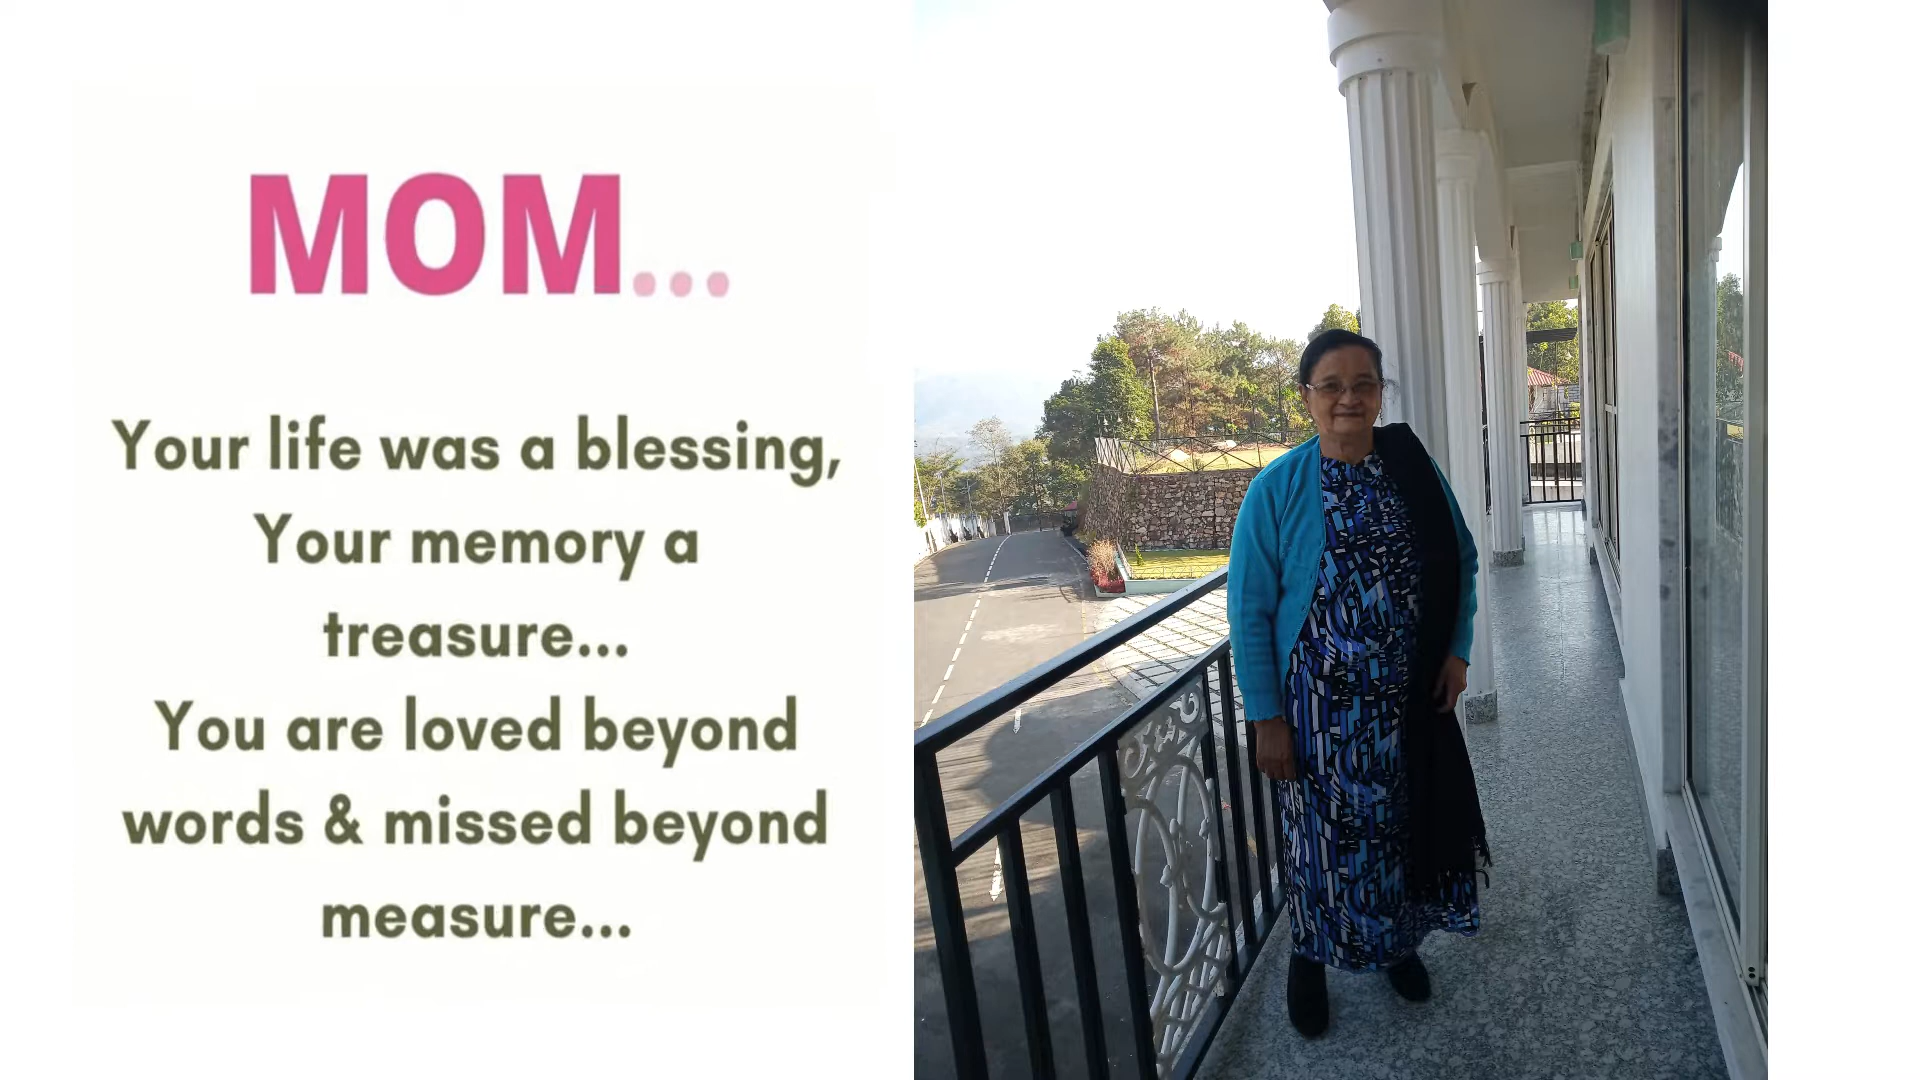 MOM...
Your life was a blessing,
Your memory a
treasure...
You are loved beyond
words & missed beyond
measure...